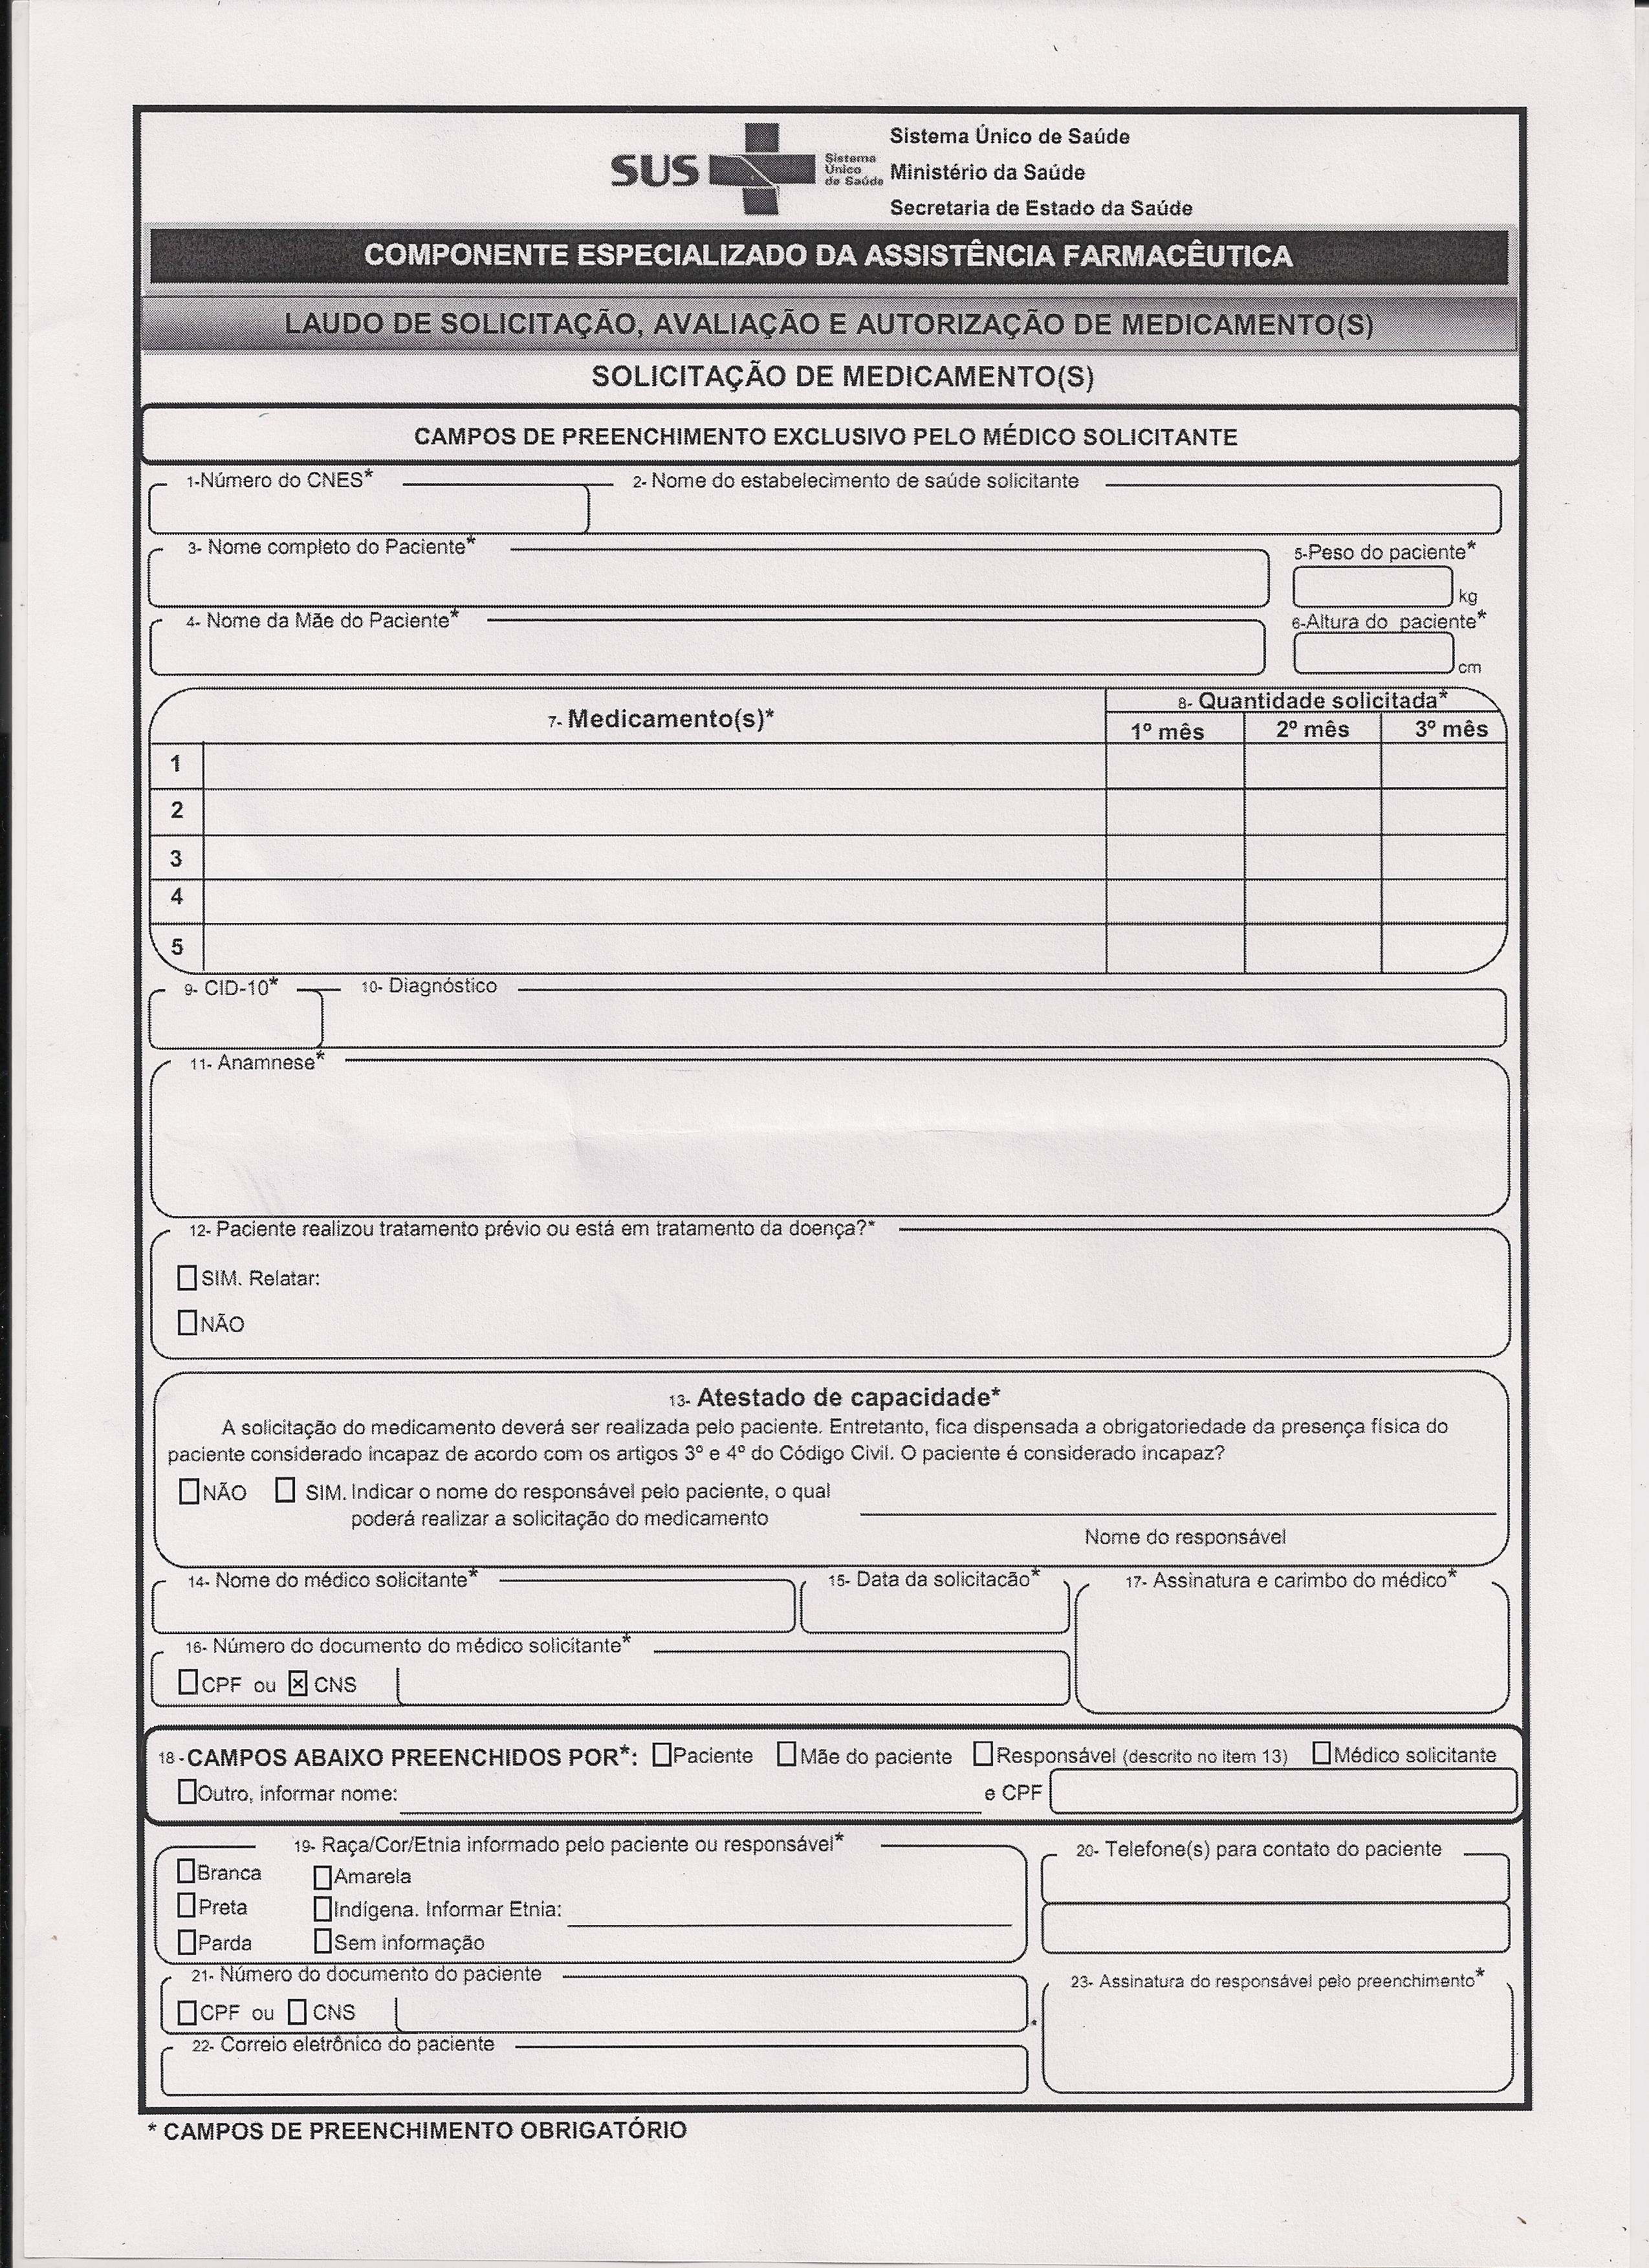 SUS Sistema Único de Saúde
Sistema Único de Saúde
Ministério da Saúde
Secretaria de Estado da Saúde
COMPONENTE ESPECIALIZADO DA ASSISTÊNCIA FARMACÊUTICA
LAUDO DE SOLICITAÇÃO, AVALIAÇÃO E AUTORIZAÇÃO DE MEDICAMENTO(S)
SOLICITAÇÃO DE MEDICAMENTO(S)
CAMPOS DE PREENCHIMENTO EXCLUSIVO PELO MÉDICO SOLICITANTE
1-Número do CNES* 2- Nome do estabelecimento de saúde solicitante
3- Nome completo do Paciente* 5-Peso do paciente*
kg
4- Nome da Mãe do Paciente* 6-Altura do paciente*
cm
7- Medicamento(s)* 8- Quantidade solicitada*
1º mês 2º mês 3º mês
1
2
3
4
5
9- CID-10* 10- Diagnóstico
11- Anamnese*
12- Paciente realizou tratamento prévio ou está em tratamento da doença?*
SIM. Relatar:
NÃO
13- Atestado de capacidade*
A solicitação do medicamento deverá ser realizada pelo paciente. Entretanto, fica dispensada a obrigatoriedade da presença física do
paciente considerado incapaz de acordo com os artigos 3º e 4º do Código Civil. O paciente é considerado incapaz?
NÃO SIM. Indicar o nome do responsável pelo paciente, o qual
poderá realizar a solicitação do medicamento
Nome do responsável
14- Nome do médico solicitante* 15- Data da solicitacão* 17- Assinatura e carimbo do médico*
16- Número do documento do médico solicitante*
CPF ou x CNS
18 - CAMPOS ABAIXO PREENCHIDOS POR*: Paciente Mãe do paciente Responsável (descrito no item 13) Médico solicitante
Outro, informar nome: e CPF
19- Raça/Cor/Etnia informado pelo paciente ou responsável* 20- Telefone(s) para contato do paciente
Branca Amarela
Preta Indígena. Informar Etnia:
Parda Sem informação
21- Número do documento do paciente 23- Assinatura do responsável pelo preenchimento*
CPF ou CNS
22- Correio eletrônico do paciente
* CAMPOS DE PREENCHIMENTO OBRIGATÓRIO